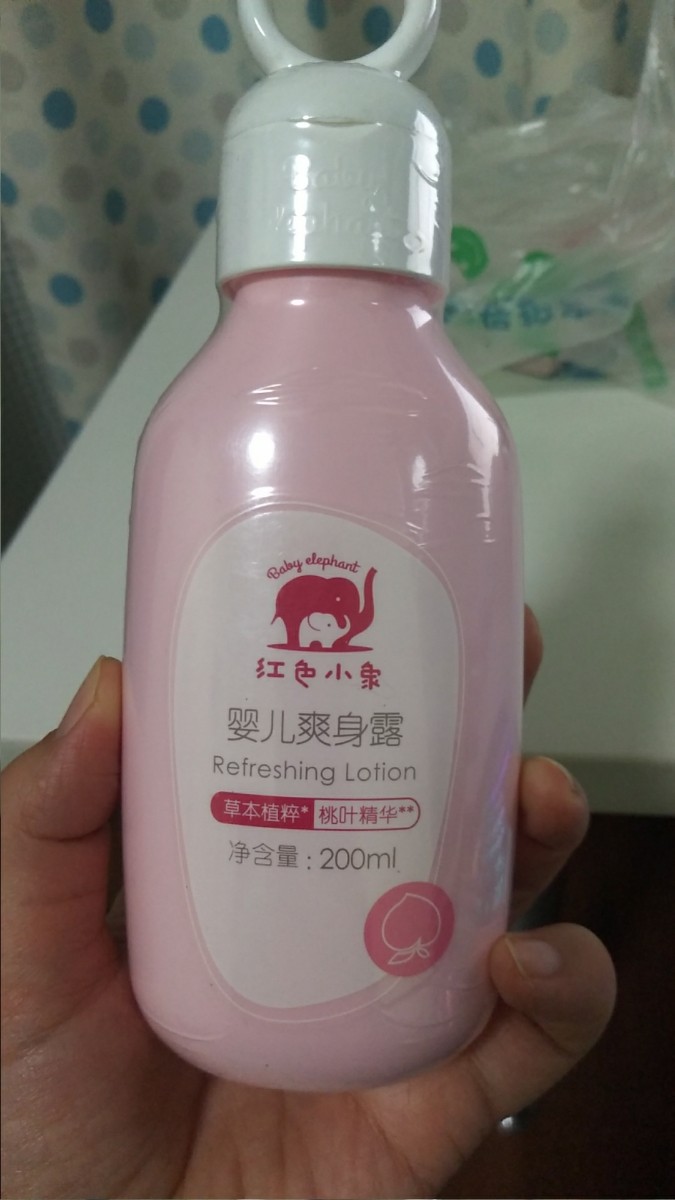 Baby elephant
红色小象
婴儿爽身露
Refreshing Lotion
草本植粹* 桃叶精华**
净含量：200ml